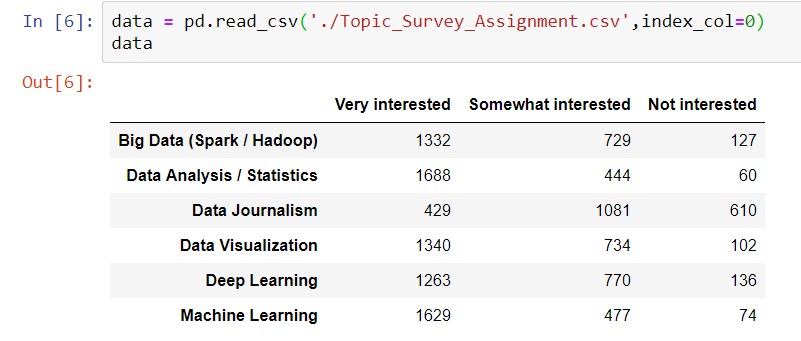 In [6]: data = pd.read_csv('./Topic_Survey_Assignment.csv',index_col=0)
data
Out[6]:
Very interested Somewhat interested Not interested
Big Data (Spark / Hadoop) 1332 729 127
Data Analysis / Statistics 1688 444 60
Data Journalism 429 1081 610
Data Visualization 1340 734 102
Deep Learning 1263 770 136
Machine Learning 1629 477 74